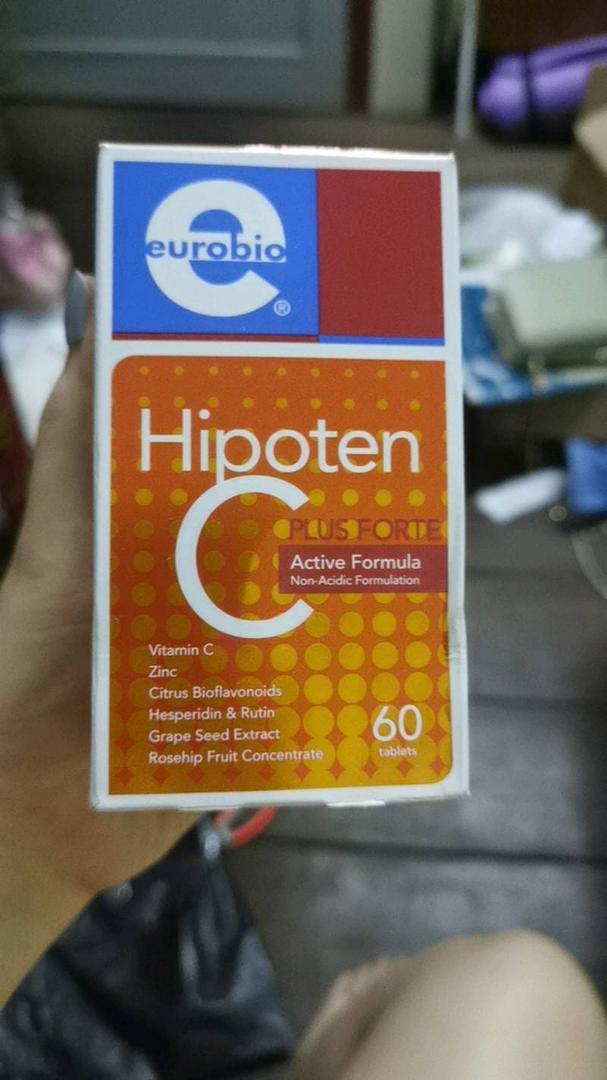 eurobio
®
Hipoten
C
PLUS FORTE
Active Formula
Non-Acidic Formulation
Vitamin C
Zinc
Citrus Bioflavonoids
Hesperidin & Rutin
Grape Seed Extract
Rosehip Fruit Concentrate
60
tablets